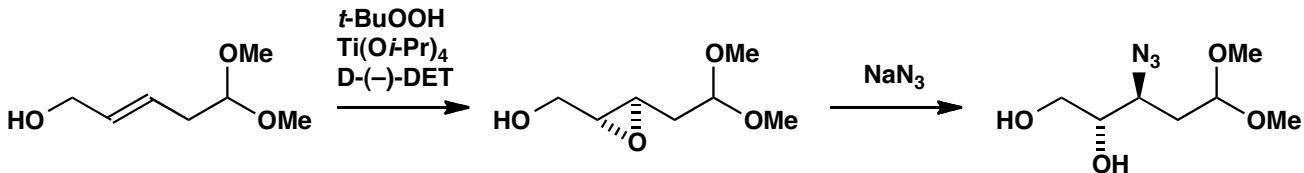 HO
OMe
OMe
t-BuOOH
Ti(Oi-Pr)4
D-(–)-DET
HO
O
OMe
OMe
NaN3
HO
OH
N3
OMe
OMe